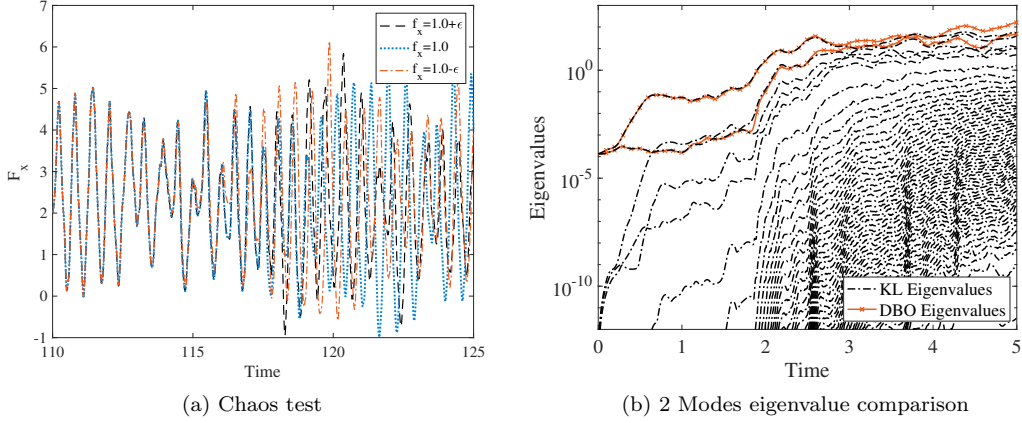 7
6
5
4
3
2
1
0
-1
F_x
110
115
120
125
Time
f_x=1.0+ϵ
f_x=1.0
f_x=1.0-ϵ
(a) Chaos test
10^0
10^-5
10^-10
Eigenvalues
0
1
2
3
4
5
Time
KL Eigenvalues
DBO Eigenvalues
(b) 2 Modes eigenvalue comparison